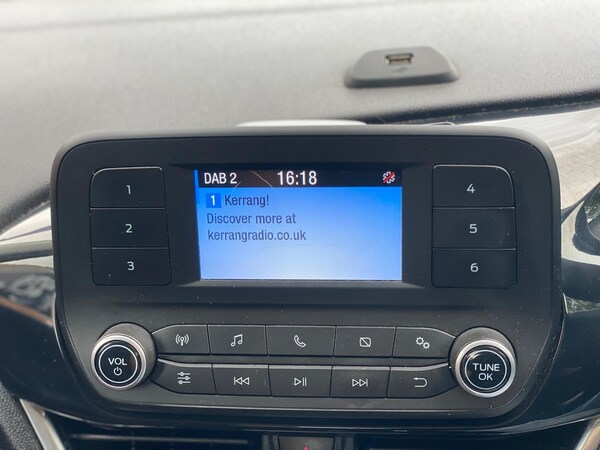 DAB 2 16:18
1 Kerrang!
Discover more at
kerrangradio.co.uk
1 4
2 5
3 6
VOL
TUNE
OK